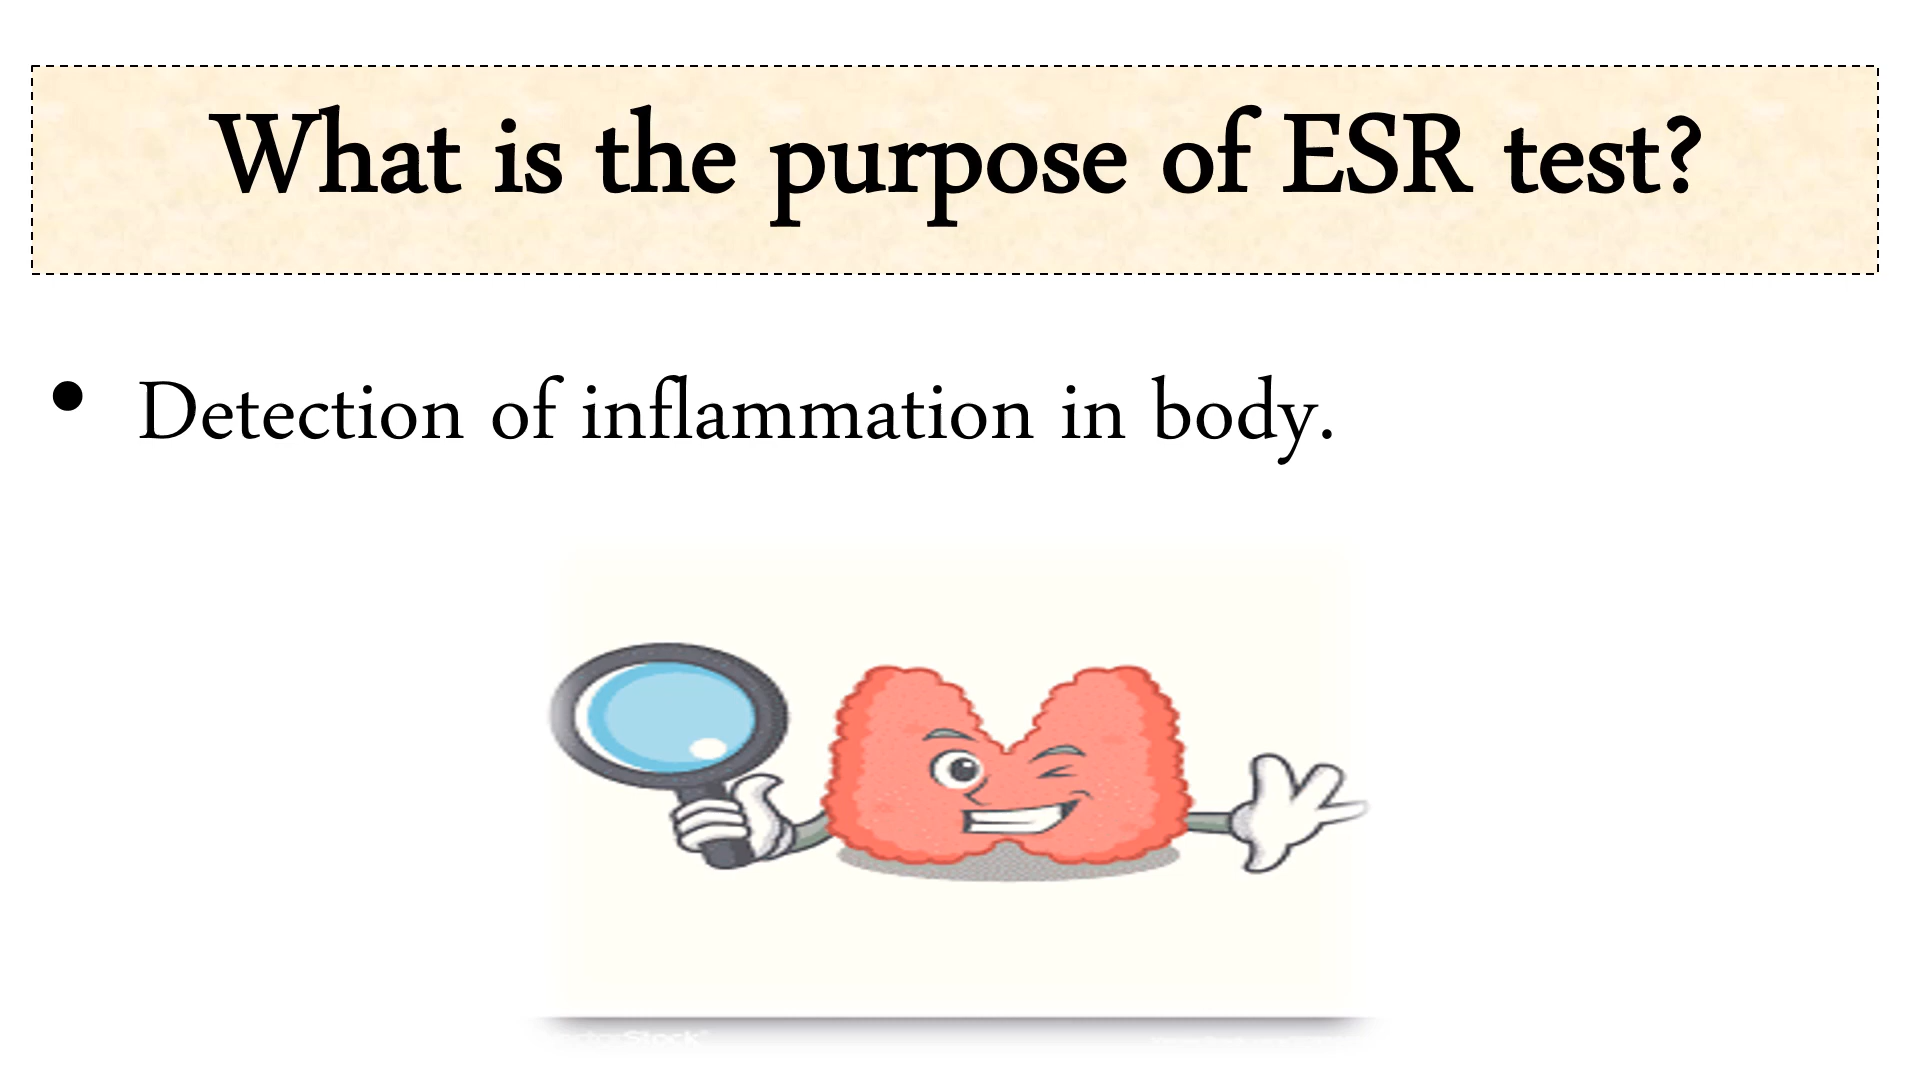 What is the purpose of ESR test?
• Detection of inflammation in body.